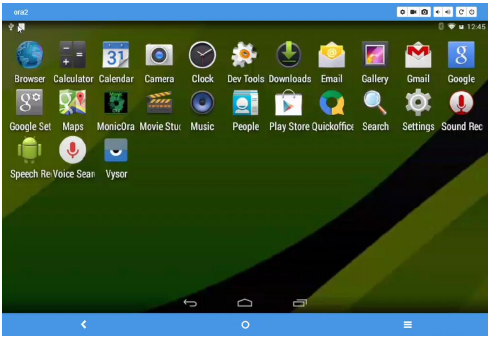 ora2
12:45
Browser Calculator Calendar Camera Clock Dev Tools Downloads Email Gallery Gmail Google
Google Set Maps MonicOra Movie Stuc Music People Play Store Quickoffice Search Settings Sound Rec
Speech Re Voice Sear Vysor